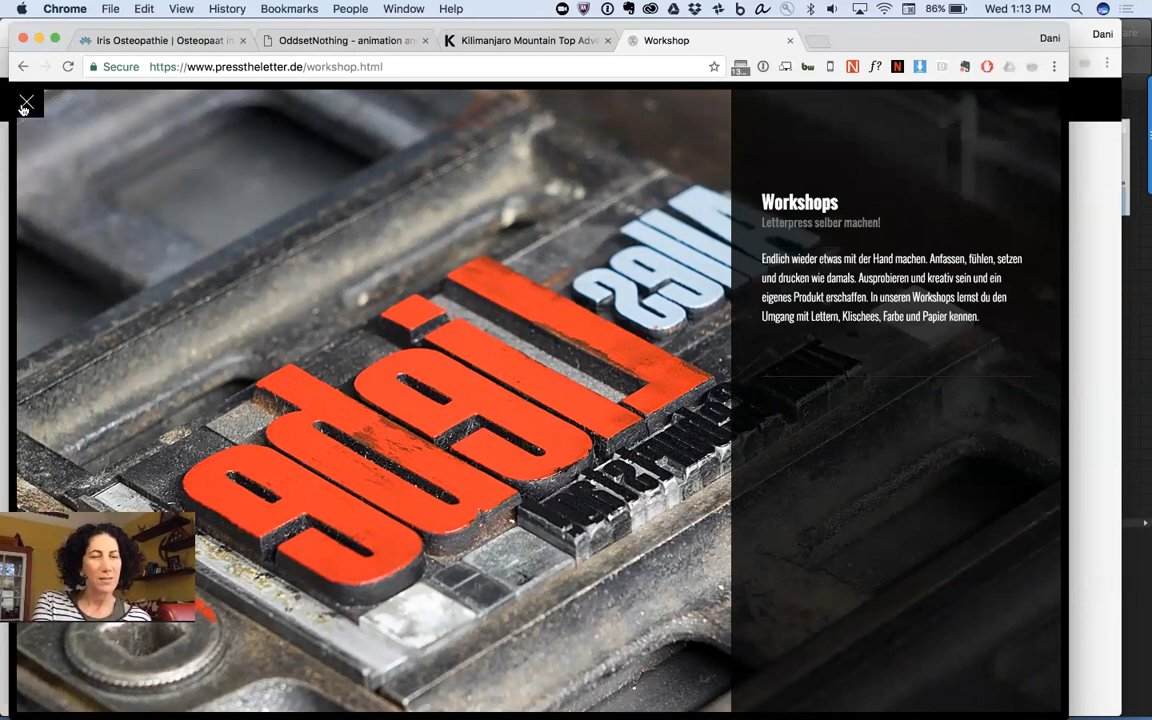 Chrome File Edit View History Bookmarks People Window Help 86% Wed 1:13 PM
Iris Osteopathie | Osteopaat in OddsetNothing - animation an Kilimanjaro Mountain Top Adve Workshop Dani
Dani
Secure https://www.presstheletter.de/workshop.html
Workshops
Letterpress selber machen!
Endlich wieder etwas mit der Hand machen. Anfassen, fühlen, setzen
und drucken wie damals. Ausprobieren und kreativ sein und ein
eigenes Produkt erschaffen. In unseren Workshops lernst du den
Umgang mit Lettern, Klischees, Farbe und Papier kennen.